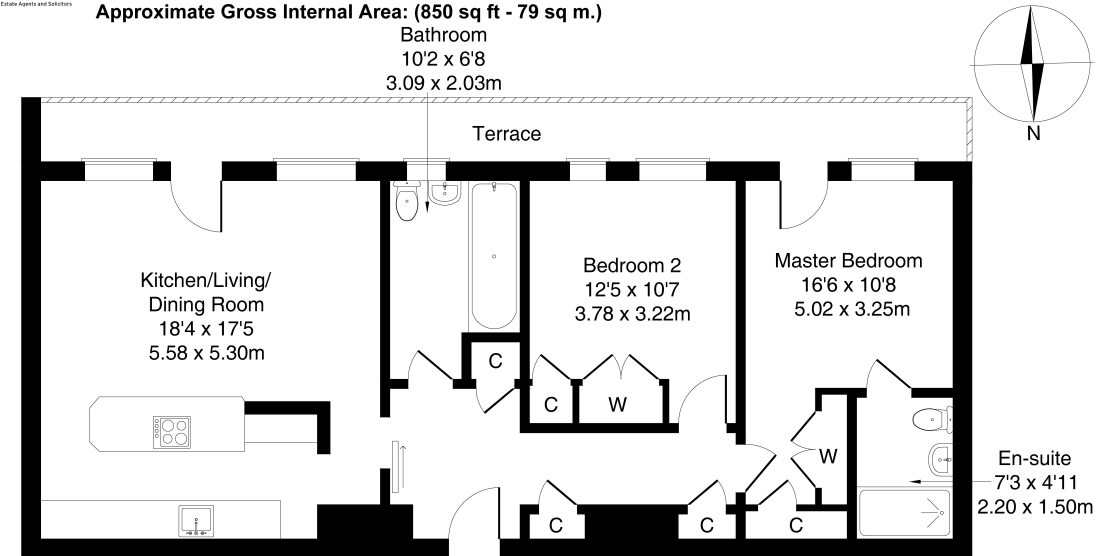 Estate Agents and Solicitors
Approximate Gross Internal Area: (850 sq ft - 79 sq m.)
Bathroom
10'2 x 6'8
3.09 x 2.03m
N
Terrace
Kitchen/Living/
Dining Room
18'4 x 17'5
5.58 x 5.30m
Bedroom 2
12'5 x 10'7
3.78 x 3.22m
Master Bedroom
16'6 x 10'8
5.02 x 3.25m
C
C
W
W
En-suite
7'3 x 4'11
2.20 x 1.50m
C
C
C